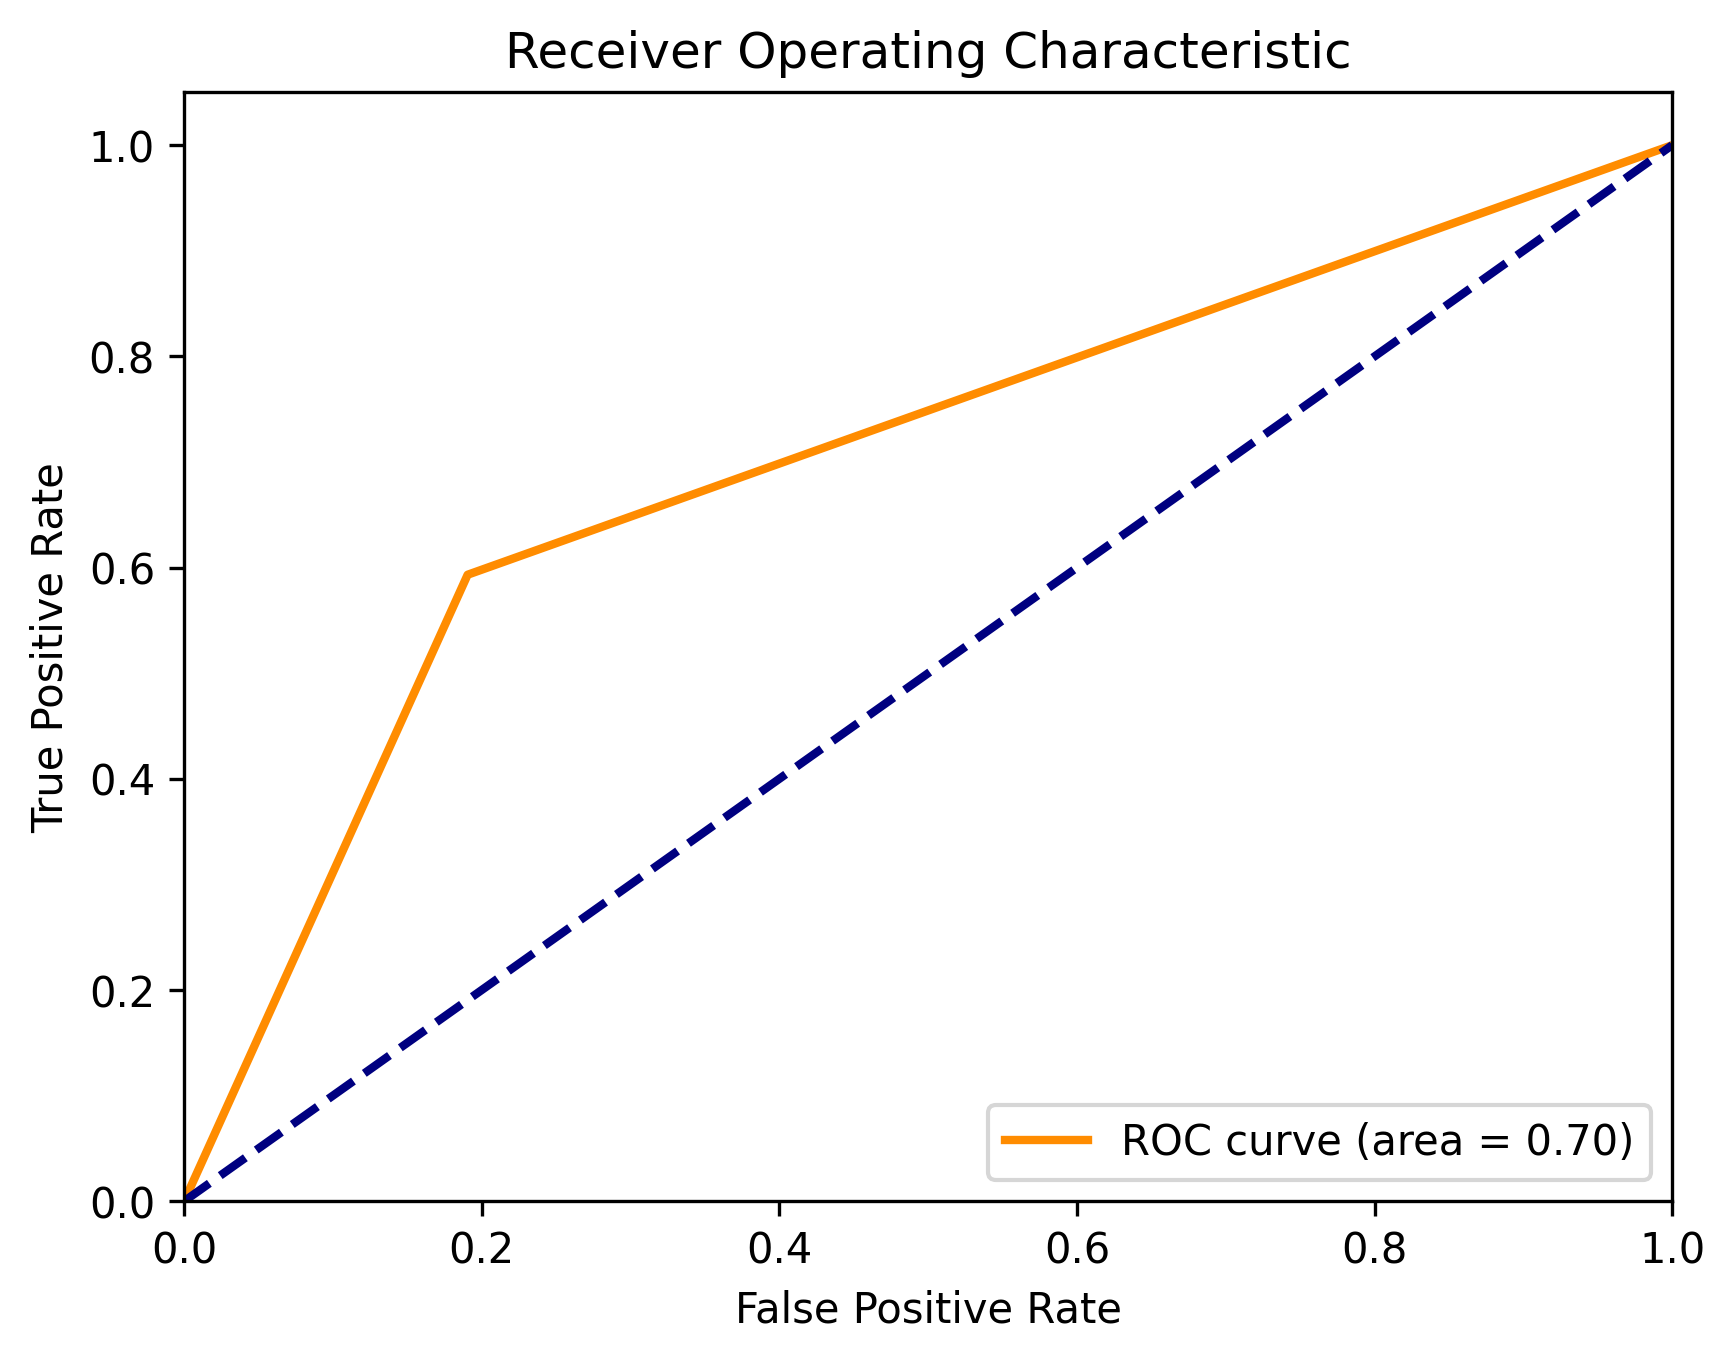 Receiver Operating Characteristic
1.0
0.8
0.6
0.4
0.2
0.0
True Positive Rate
0.0 0.2 0.4 0.6 0.8 1.0
False Positive Rate
ROC curve (area = 0.70)